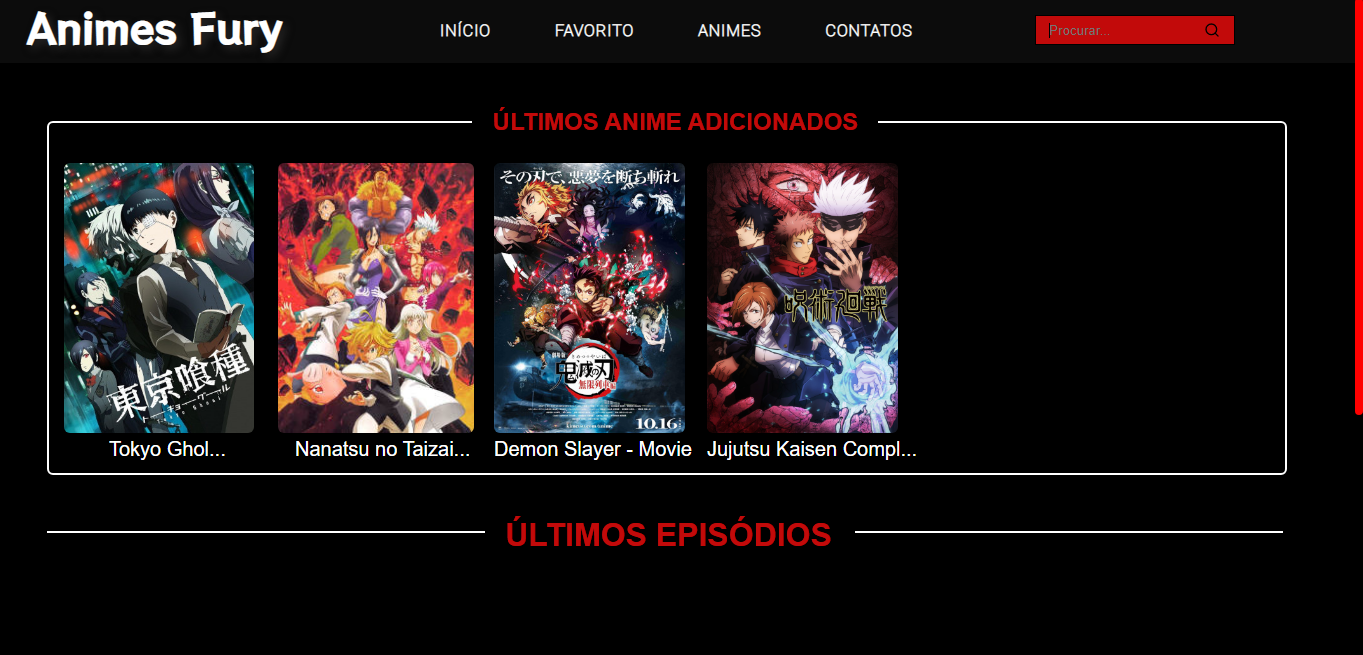 Animes Fury
INÍCIO
FAVORITO
ANIMES
CONTATOS
Procurar...
ÚLTIMOS ANIME ADICIONADOS
東京喰種
トーキョーグール
その刃で、悪夢を断ち斬れ
鬼滅の刃
無限列車編
10.16
呪術廻戦
Tokyo Ghol...
Nanatsu no Taizai...
Demon Slayer - Movie
Jujutsu Kaisen Compl...
ÚLTIMOS EPISÓDIOS